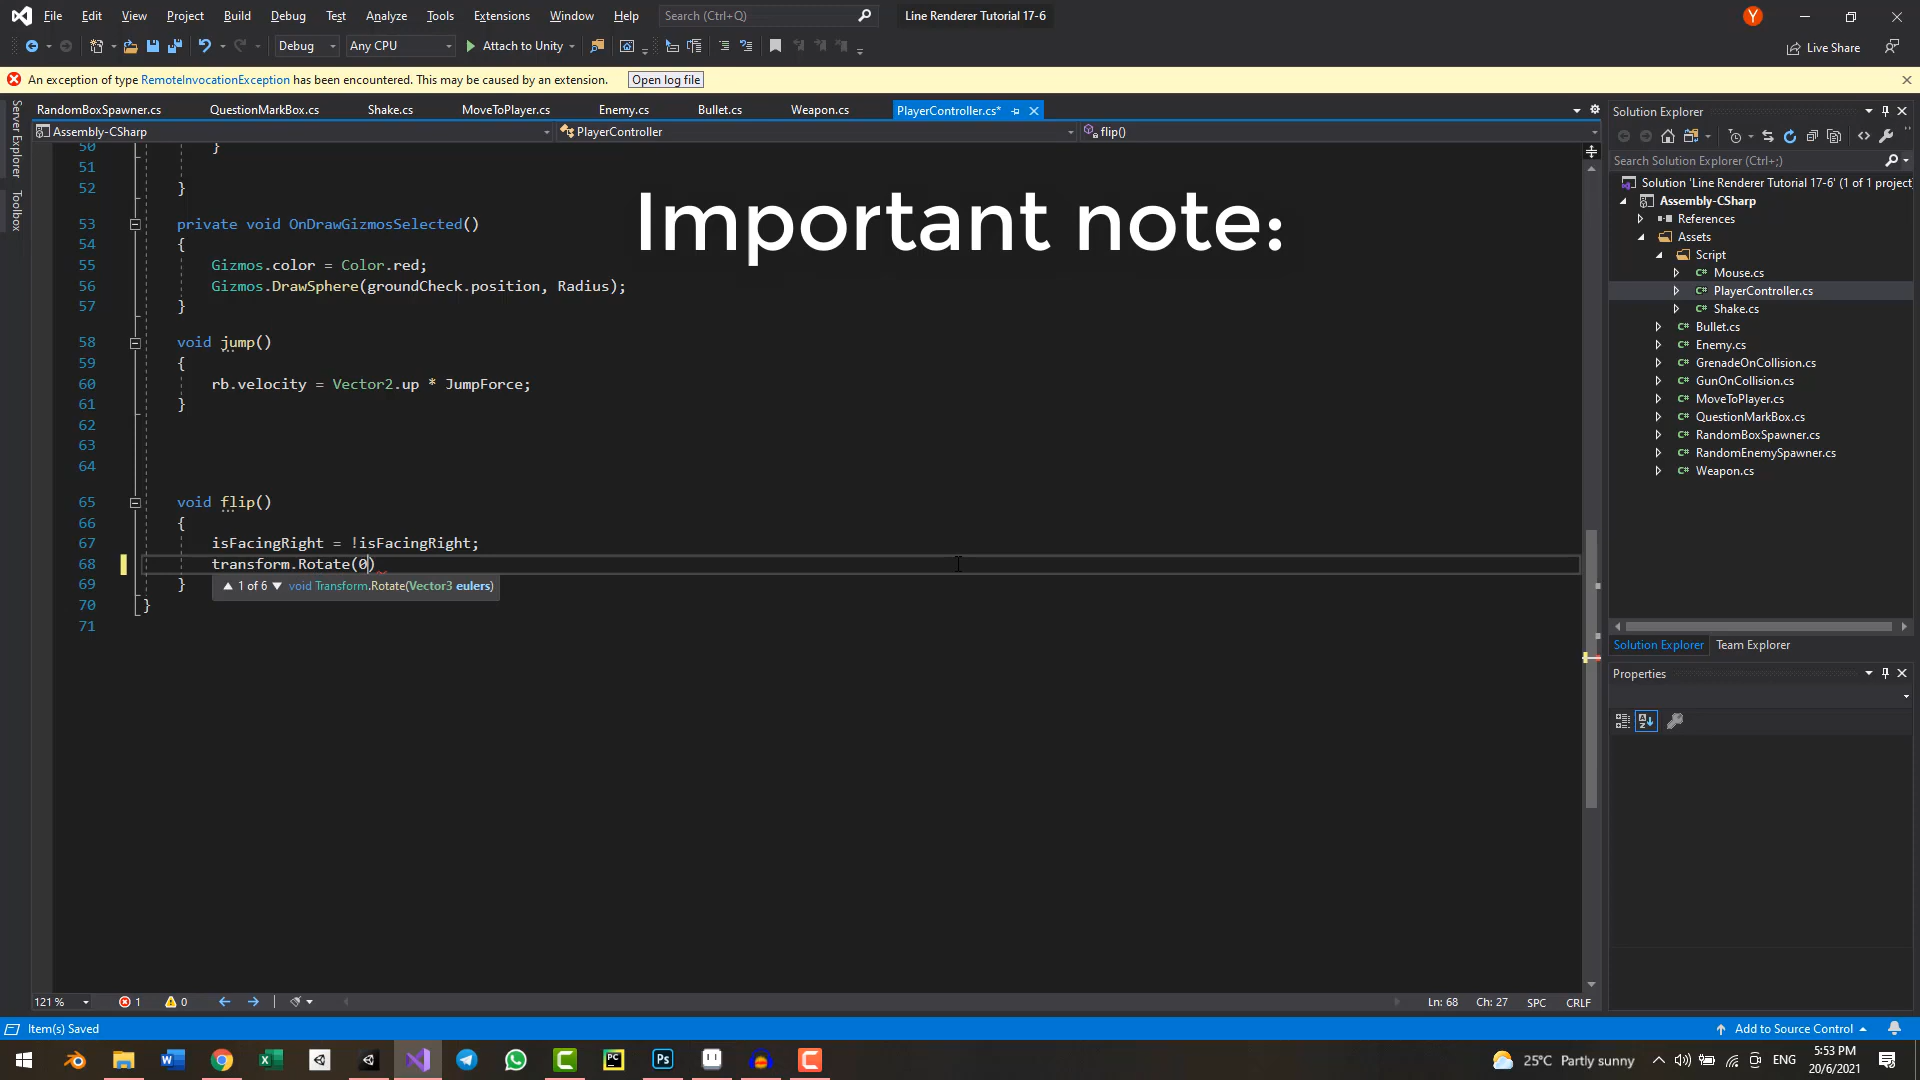 File Edit View Project Build Debug Test Analyze Tools Extensions Window Help Search (Ctrl+Q) Line Renderer Tutorial 17-6 Y
Debug Any CPU Attach to Unity Live Share
An exception of type RemoteInvocationException has been encountered. This may be caused by an extension. Open log file
RandomBoxSpawner.cs QuestionMarkBox.cs Shake.cs MoveToPlayer.cs Enemy.cs Bullet.cs Weapon.cs PlayerController.cs*
Assembly-CSharp PlayerController flip()
Server Explorer
Toolbox
50 }
51
52 }
Important note:
53 private void OnDrawGizmosSelected()
54 {
55 Gizmos.color = Color.red;
56 Gizmos.DrawSphere(groundCheck.position, Radius);
57 }
58 void jump()
59 {
60 rb.velocity = Vector2.up * JumpForce;
61 }
62
63
64
65 void flip()
66 {
67 isFacingRight = !isFacingRight;
68 transform.Rotate(0)
69 }
1 of 6 void Transform.Rotate(Vector3 eulers)
70 }
71
Solution Explorer
Search Solution Explorer (Ctrl+;)
Solution 'Line Renderer Tutorial 17-6' (1 of 1 project
Assembly-CSharp
References
Assets
Script
C# Mouse.cs
C# PlayerController.cs
C# Shake.cs
C# Bullet.cs
C# Enemy.cs
C# GrenadeOnCollision.cs
C# GunOnCollision.cs
C# MoveToPlayer.cs
C# QuestionMarkBox.cs
C# RandomBoxSpawner.cs
C# RandomEnemySpawner.cs
C# Weapon.cs
Solution Explorer Team Explorer
Properties
121 % 1 0 Ln: 68 Ch: 27 SPC CRLF
Item(s) Saved Add to Source Control
25°C Partly sunny ENG 5:53 PM
20/6/2021